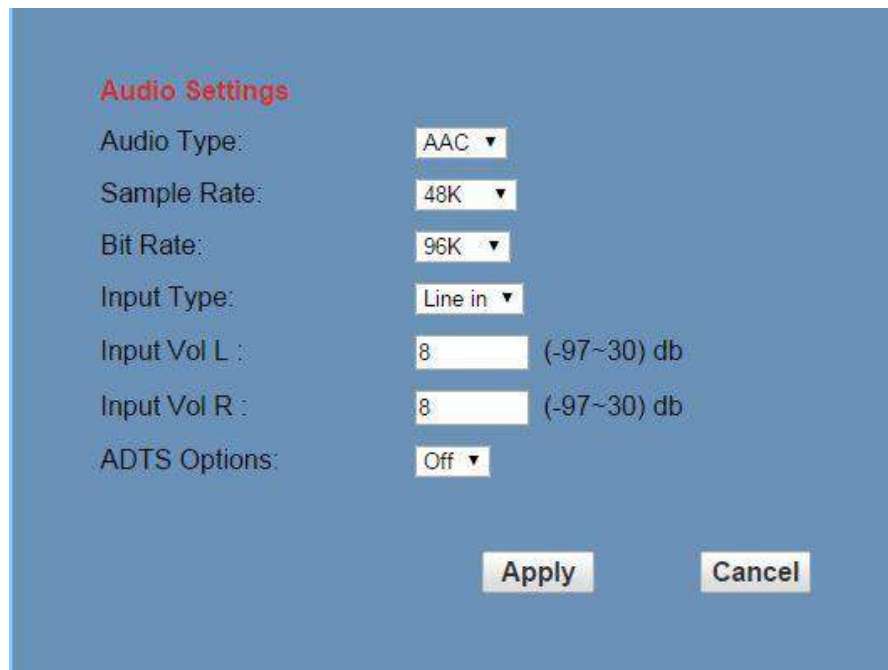 Audio Settings
Audio Type: AAC
Sample Rate: 48K
Bit Rate: 96K
Input Type: Line in
Input Vol L : 8 (-97~30) db
Input Vol R : 8 (-97~30) db
ADTS Options: Off
Apply Cancel